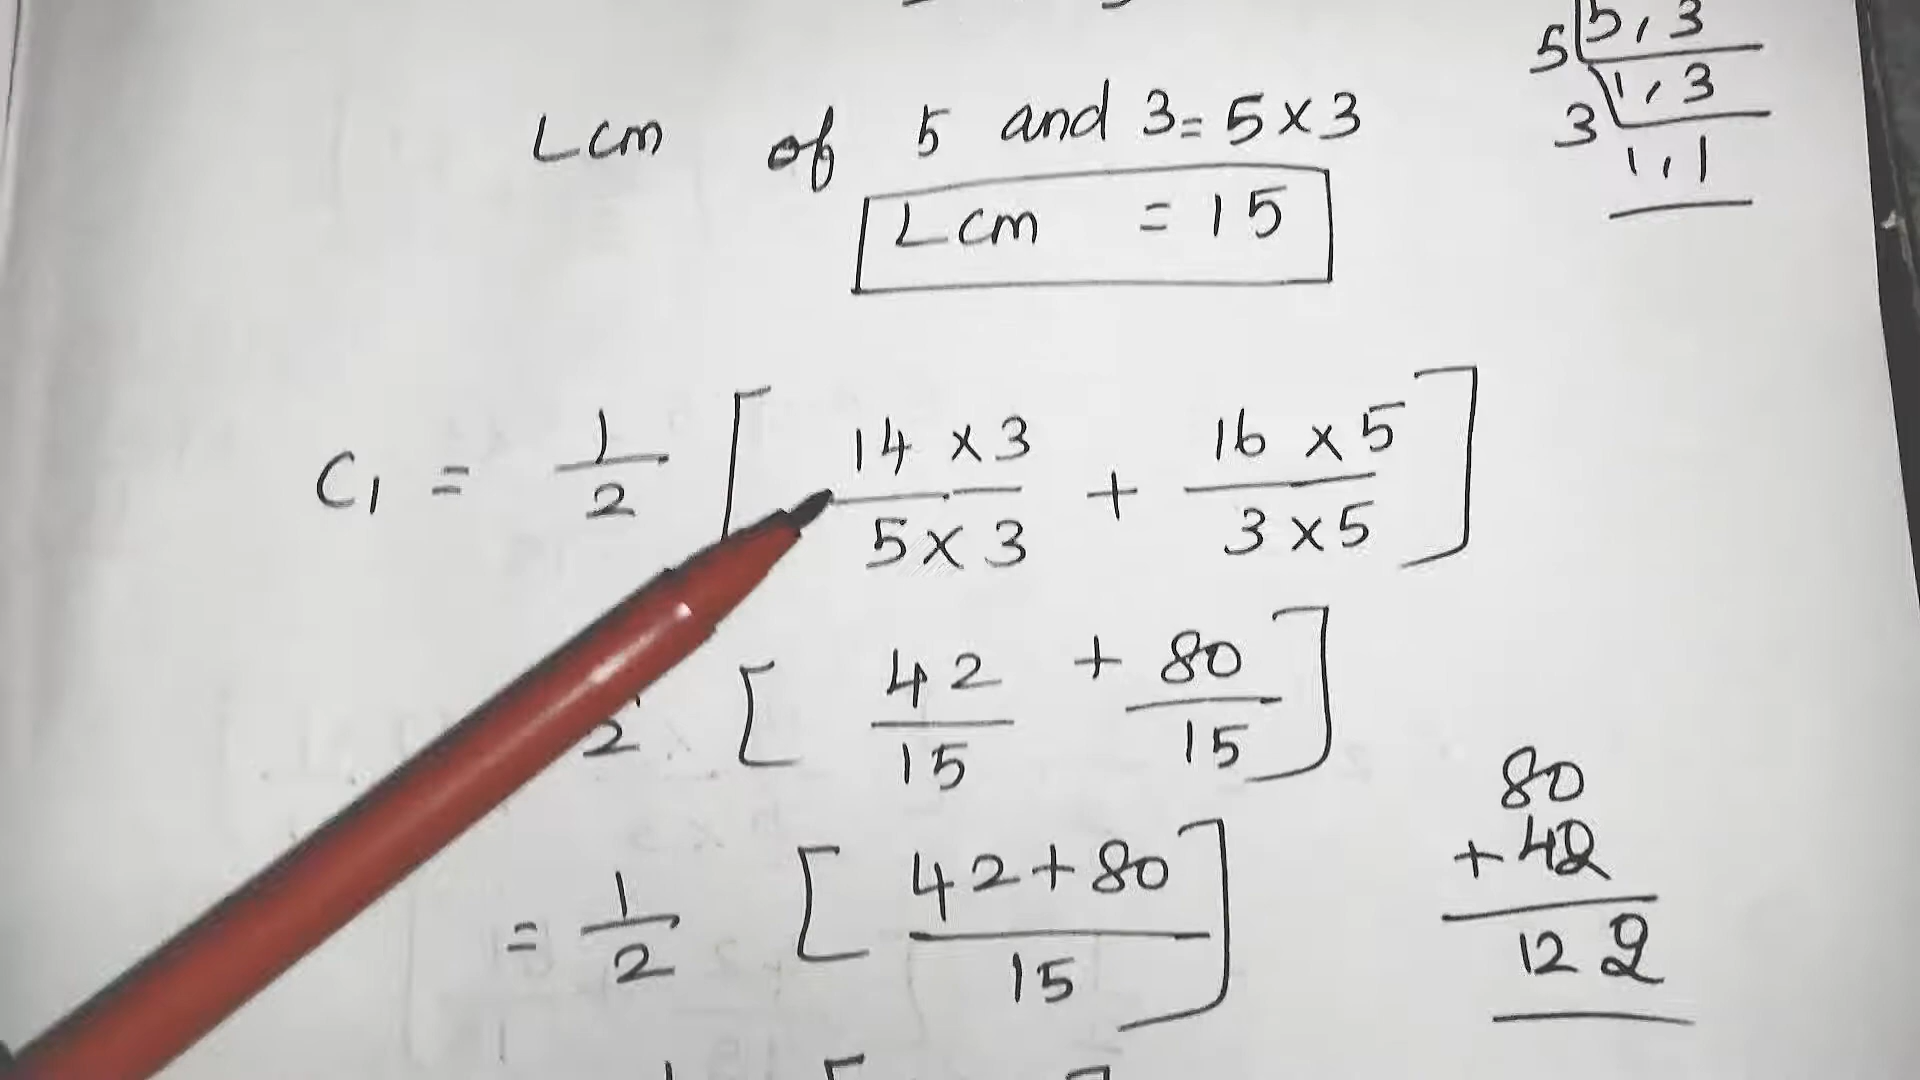 5 | 5, 3
3 | 1, 3
1, 1
Lcm of 5 and 3 = 5 × 3
Lcm = 15
C₁ = 1/2 [ 14 × 3 / 5 × 3 + 16 × 5 / 3 × 5 ]
2 [ 42/15 + 80/15 ]
= 1/2 [ 42 + 80 / 15 ]
80
+ 42
122